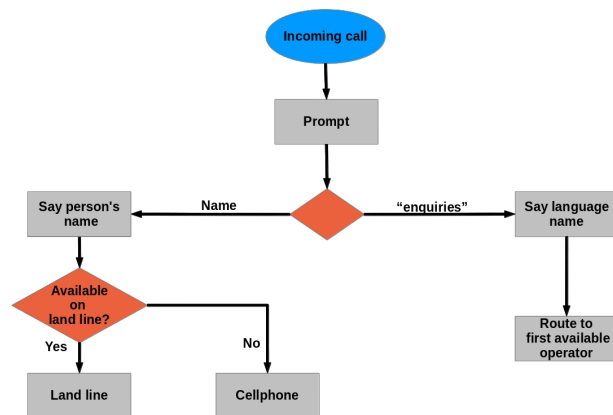 Incoming call
Prompt
Name
“enquiries”
Say person's
name
Say language
name
Available
on
land line?
Yes
No
Route to
first available
operator
Land line
Cellphone